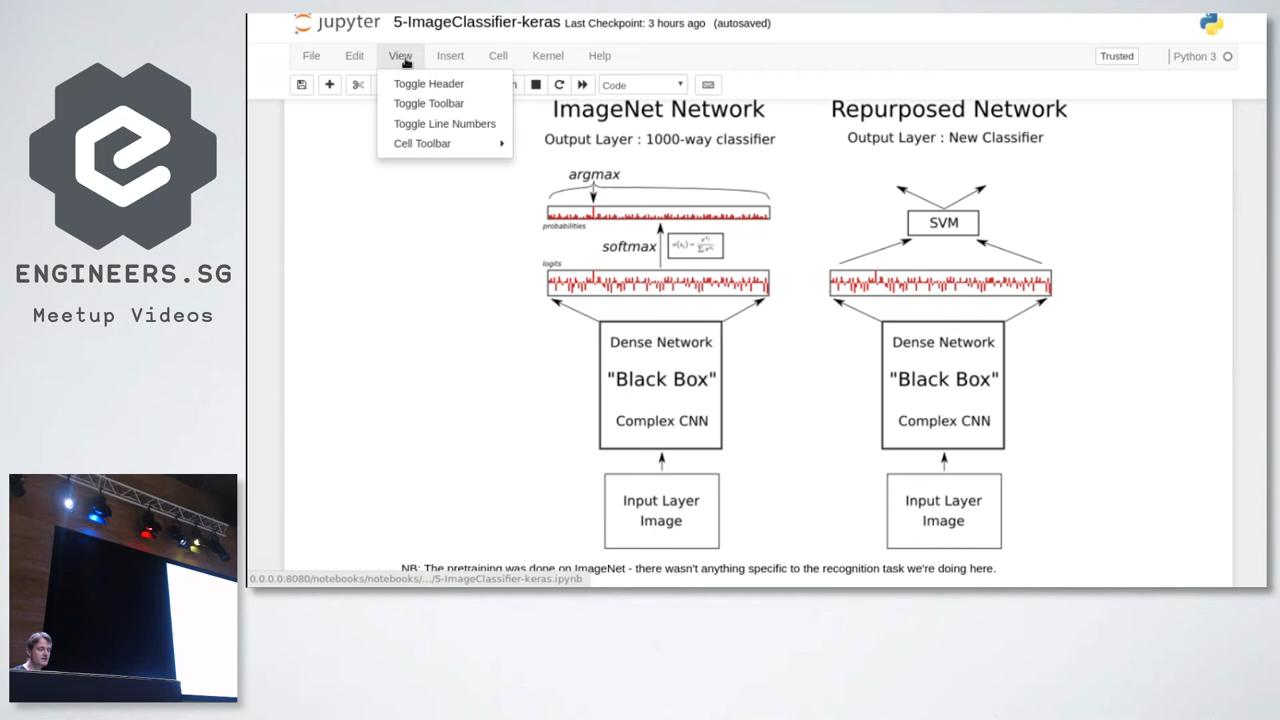 ENGINEERS.SG
Meetup Videos
jupyter 5-ImageClassifier-keras Last Checkpoint: 3 hours ago (autosaved)
File Edit View Insert Cell Kernel Help Trusted Python 3
Code
Toggle Header
Toggle Toolbar
Toggle Line Numbers
Cell Toolbar
ImageNet Network
Output Layer : 1000-way classifier
argmax
probabilities
softmax
logits
Dense Network
"Black Box"
Complex CNN
Input Layer
Image
Repurposed Network
Output Layer : New Classifier
SVM
Dense Network
"Black Box"
Complex CNN
Input Layer
Image
NB: The pretraining was done on ImageNet - there wasn't anything specific to the recognition task we're doing here.
0.0.0.0:8080/notebooks/notebooks/.../5-ImageClassifier-keras.ipynb